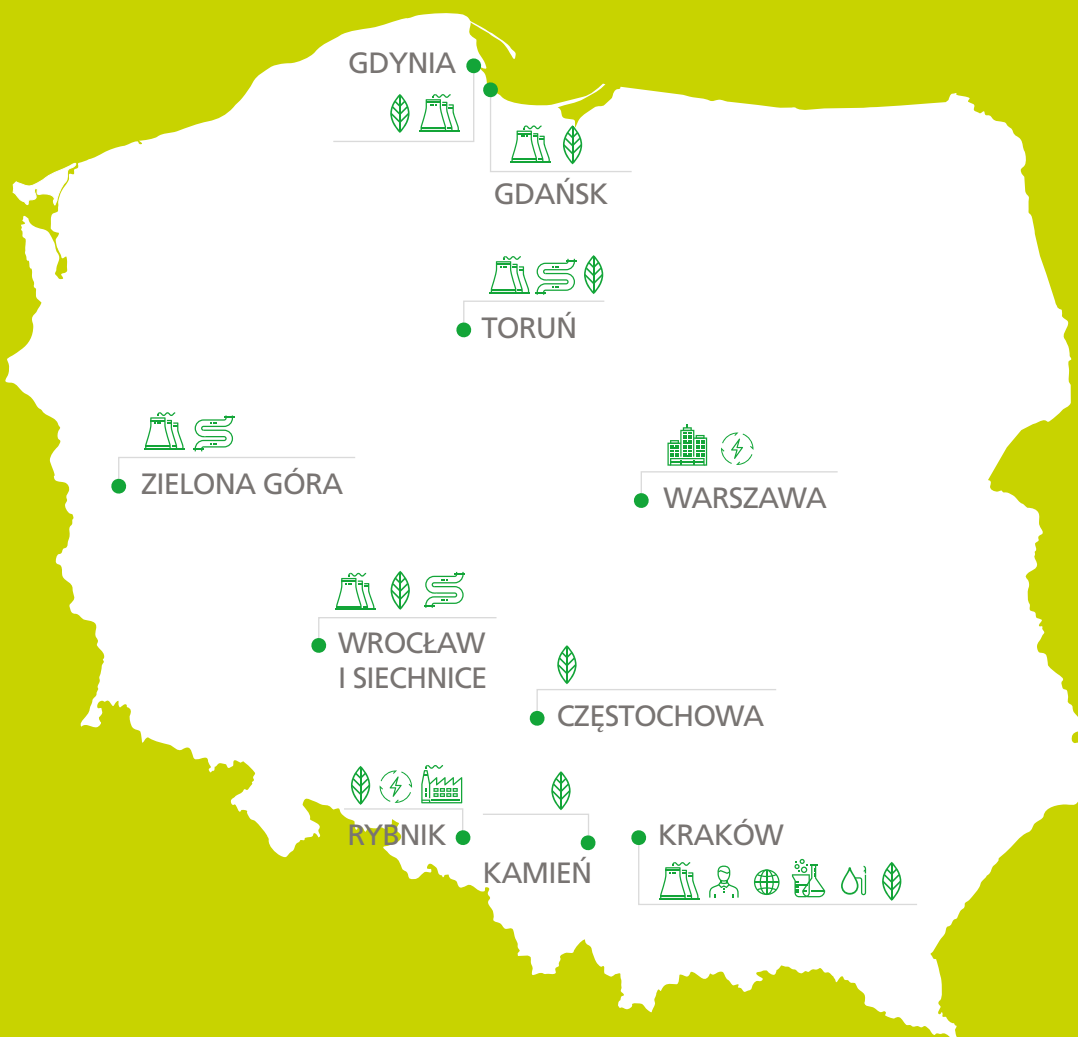 GDYNIA
GDAŃSK
TORUŃ
ZIELONA GÓRA
WARSZAWA
WROCŁAW
I SIECHNICE
CZĘSTOCHOWA
RYBNIK
KAMIEŃ
KRAKÓW